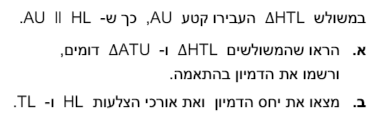 במשולש ΔHTL העבירו קטע AU, כך ש- AU || HL.
א. הראו שהמשולשים ΔHTL ו- ΔATU דומים,
ורשמו את הדמיון בהתאמה.
ב. מצאו את יחס הדמיון ואת אורכי הצלעות HL ו- TL.